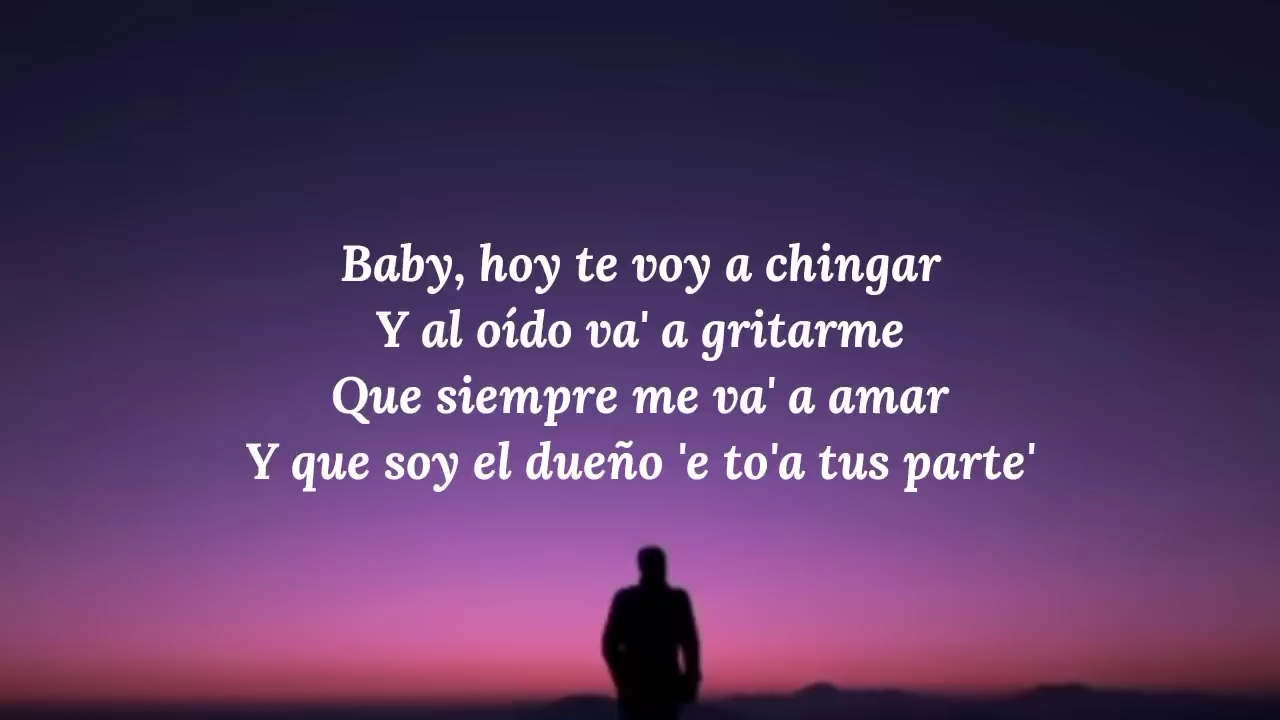 Baby, hoy te voy a chingar
Y al oído va' a gritarme
Que siempre me va' a amar
Y que soy el dueño 'e to'a tus parte'